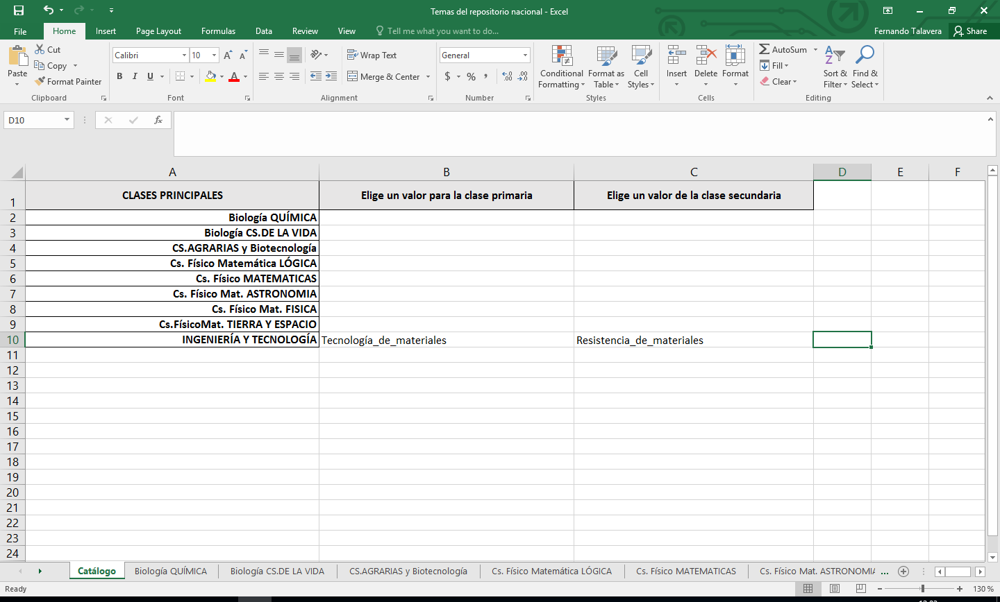 Temas del repositorio nacional - Excel
File Home Insert Page Layout Formulas Data Review View Tell me what you want to do... Fernando Talavera Share
Paste
Cut
Copy
Format Painter
Clipboard
Calibri 10
B I U
Font
Wrap Text
Merge & Center
Alignment
General
$ % ,
Number
Conditional Formatting
Format as Table
Cell Styles
Styles
Insert Delete Format
Cells
AutoSum
Fill
Clear
Sort & Filter
Find & Select
Editing
D10 fx
A B C D E F
1 CLASES PRINCIPALES Elige un valor para la clase primaria Elige un valor de la clase secundaria
2 Biología QUÍMICA
3 Biología CS.DE LA VIDA
4 CS.AGRARIAS y Biotecnología
5 Cs. Físico Matemática LÓGICA
6 Cs. Físico MATEMATICAS
7 Cs. Físico Mat. ASTRONOMIA
8 Cs. Físico Mat. FISICA
9 Cs.FísicoMat. TIERRA Y ESPACIO
10 INGENIERÍA Y TECNOLOGÍA Tecnología_de_materiales Resistencia_de_materiales
11
12
13
14
15
16
17
18
19
20
21
22
23
24
Catálogo Biología QUÍMICA Biología CS.DE LA VIDA CS.AGRARIAS y Biotecnología Cs. Físico Matemática LÓGICA Cs. Físico MATEMATICAS Cs. Físico Mat. ASTRONOMIA ...
Ready 130 %